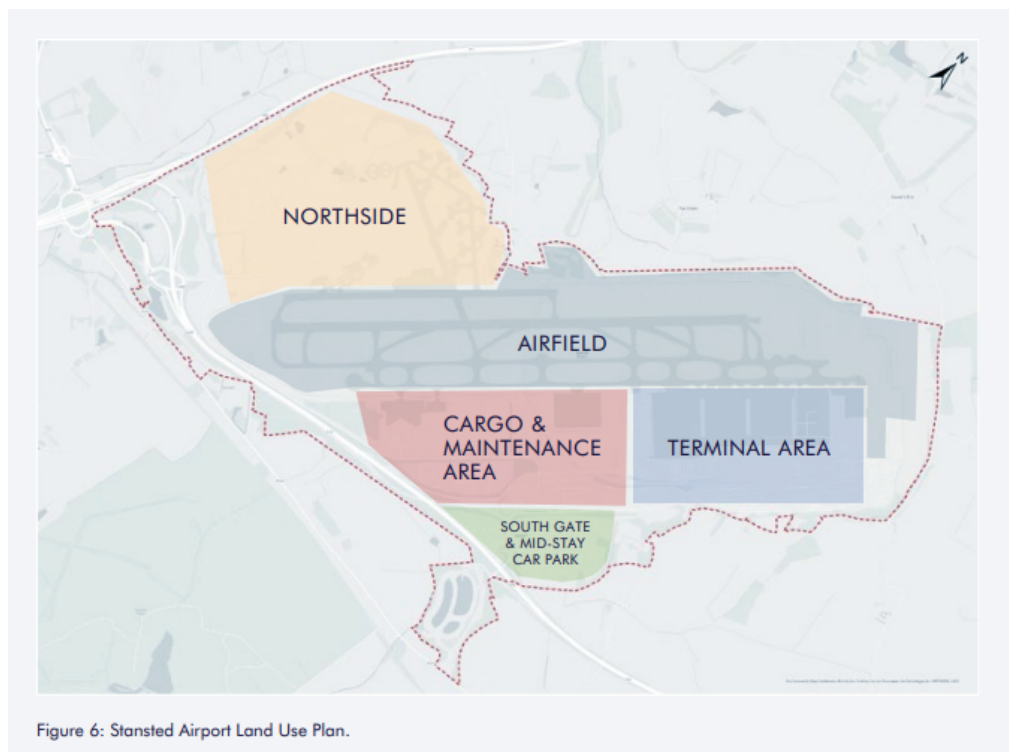 N
NORTHSIDE
AIRFIELD
CARGO &
MAINTENANCE
AREA
TERMINAL AREA
SOUTH GATE
& MID-STAY
CAR PARK
Figure 6: Stansted Airport Land Use Plan.